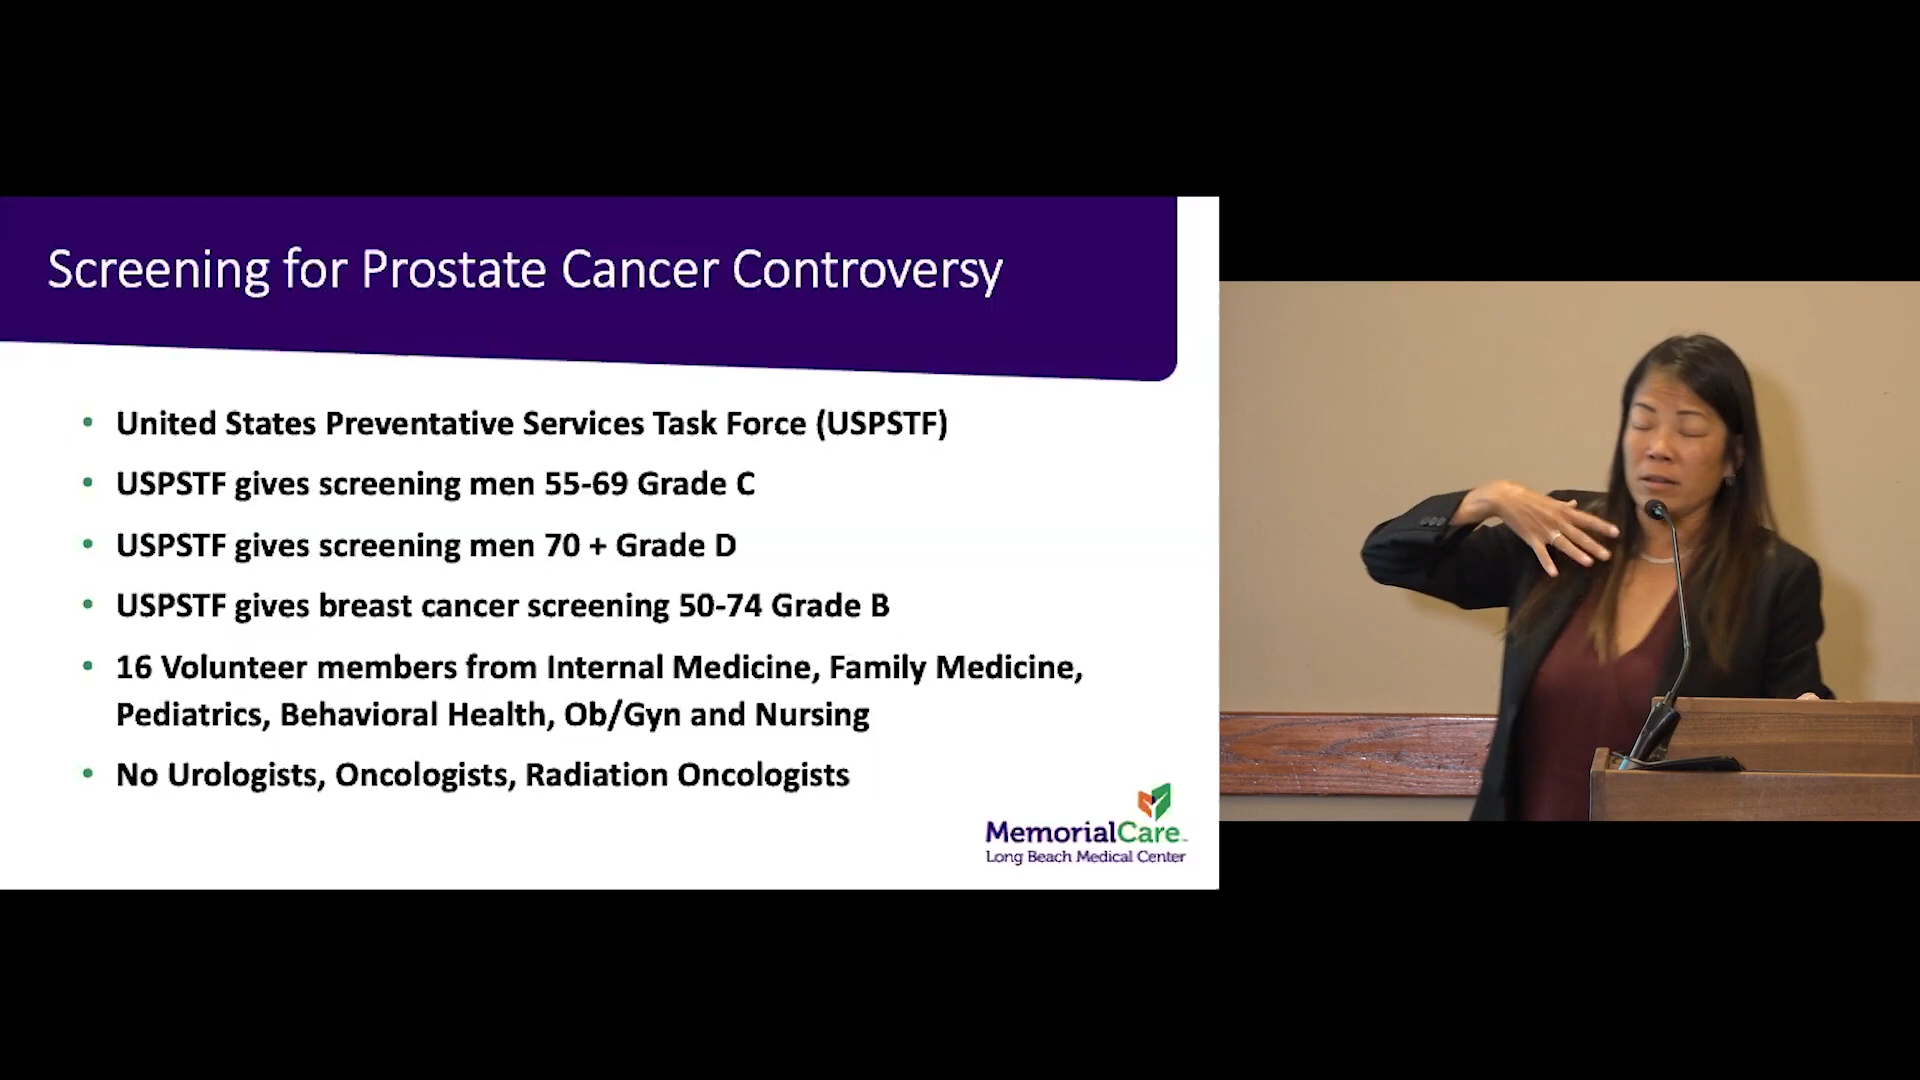 Screening for Prostate Cancer Controversy
• United States Preventative Services Task Force (USPSTF)
• USPSTF gives screening men 55-69 Grade C
• USPSTF gives screening men 70 + Grade D
• USPSTF gives breast cancer screening 50-74 Grade B
• 16 Volunteer members from Internal Medicine, Family Medicine,
Pediatrics, Behavioral Health, Ob/Gyn and Nursing
• No Urologists, Oncologists, Radiation Oncologists
MemorialCare™
Long Beach Medical Center